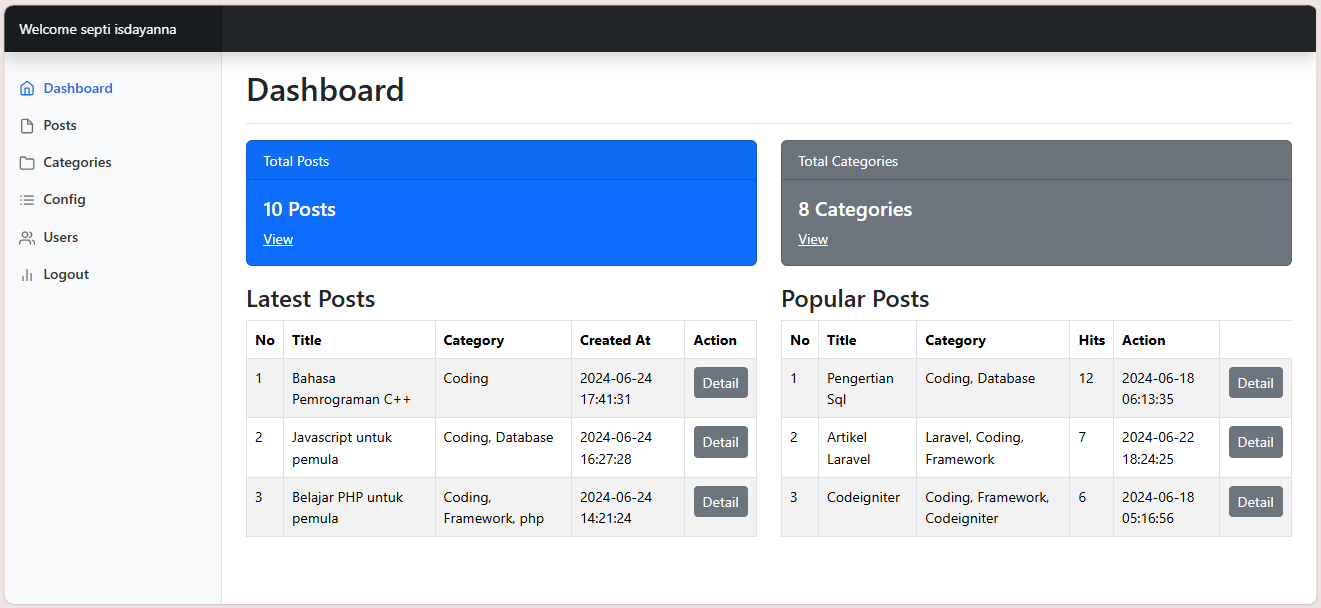 Welcome septi isdayanna
Dashboard
Posts
Categories
Config
Users
Logout
Dashboard
Total Posts
10 Posts
View
Total Categories
8 Categories
View
Latest Posts
No Title Category Created At Action
1 Bahasa Coding 2024-06-24 Detail
Pemrograman C++ 17:41:31
2 Javascript untuk Coding, Database 2024-06-24 Detail
pemula 16:27:28
3 Belajar PHP untuk Coding, 2024-06-24 Detail
pemula Framework, php 14:21:24
Popular Posts
No Title Category Hits Action
1 Pengertian Coding, Database 12 2024-06-18 Detail
Sql 06:13:35
2 Artikel Laravel, Coding, 7 2024-06-22 Detail
Laravel Framework 18:24:25
3 Codeigniter Coding, Framework, 6 2024-06-18 Detail
Codeigniter 05:16:56